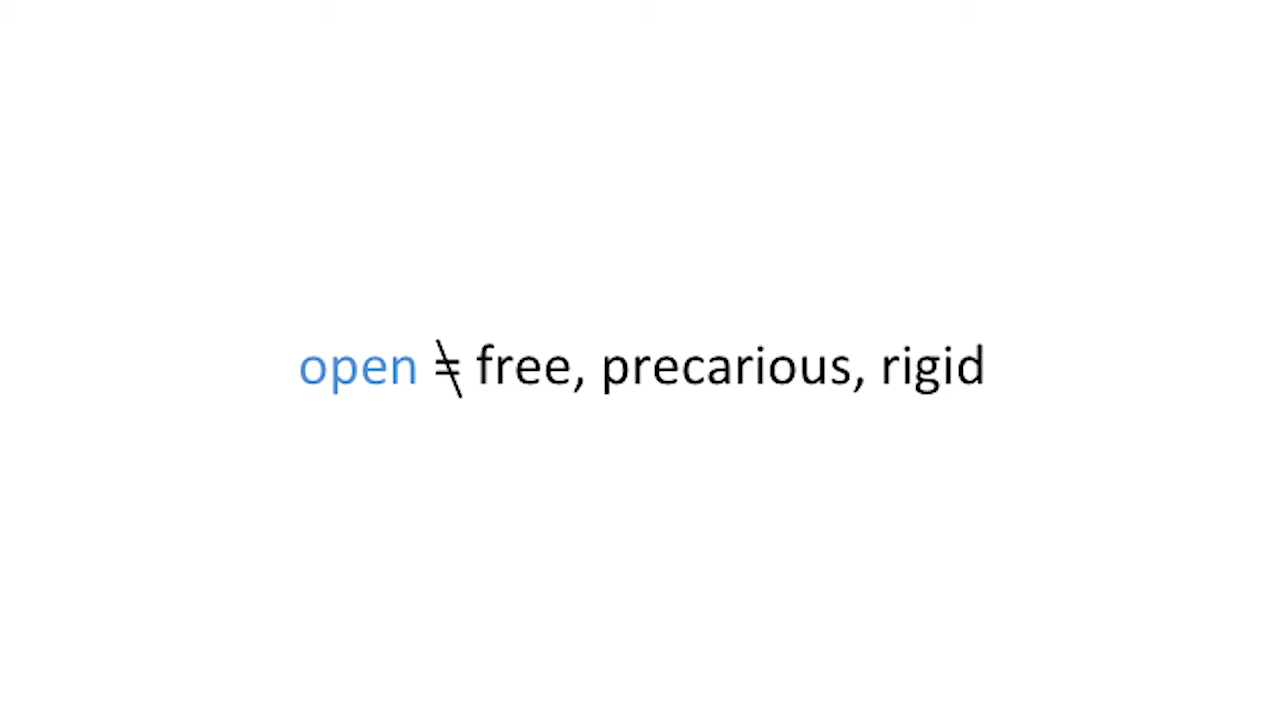 open ≠ free, precarious, rigid